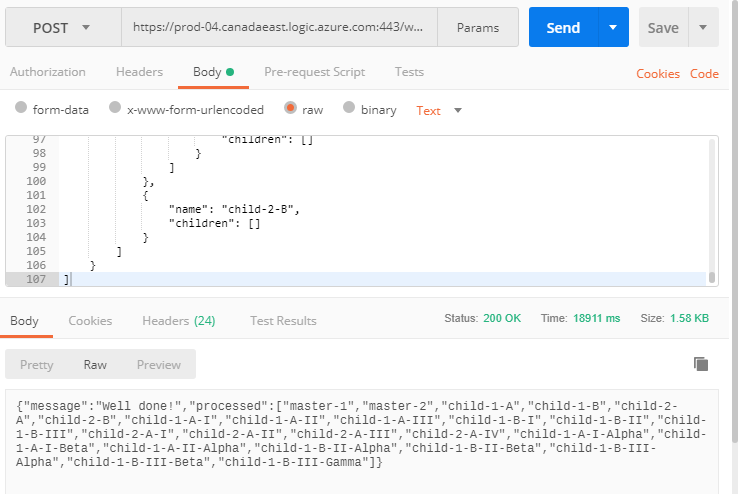 POST https://prod-04.canadaeast.logic.azure.com:443/w... Params Send Save
Authorization Headers Body Pre-request Script Tests Cookies Code
form-data x-www-form-urlencoded raw binary Text
97 "children": []
98 }
99 ]
100 },
101 {
102 "name": "child-2-B",
103 "children": []
104 }
105 ]
106 }
107 ]
Body Cookies Headers (24) Test Results Status: 200 OK Time: 18911 ms Size: 1.58 KB
Pretty Raw Preview
{"message":"Well done!","processed":["master-1","master-2","child-1-A","child-1-B","child-2-
A","child-2-B","child-1-A-I","child-1-A-II","child-1-A-III","child-1-B-I","child-1-B-II","child-
1-B-III","child-2-A-I","child-2-A-II","child-2-A-III","child-2-A-IV","child-1-A-I-Alpha","child-
1-A-I-Beta","child-1-A-II-Alpha","child-1-B-II-Alpha","child-1-B-II-Beta","child-1-B-III-
Alpha","child-1-B-III-Beta","child-1-B-III-Gamma"]}